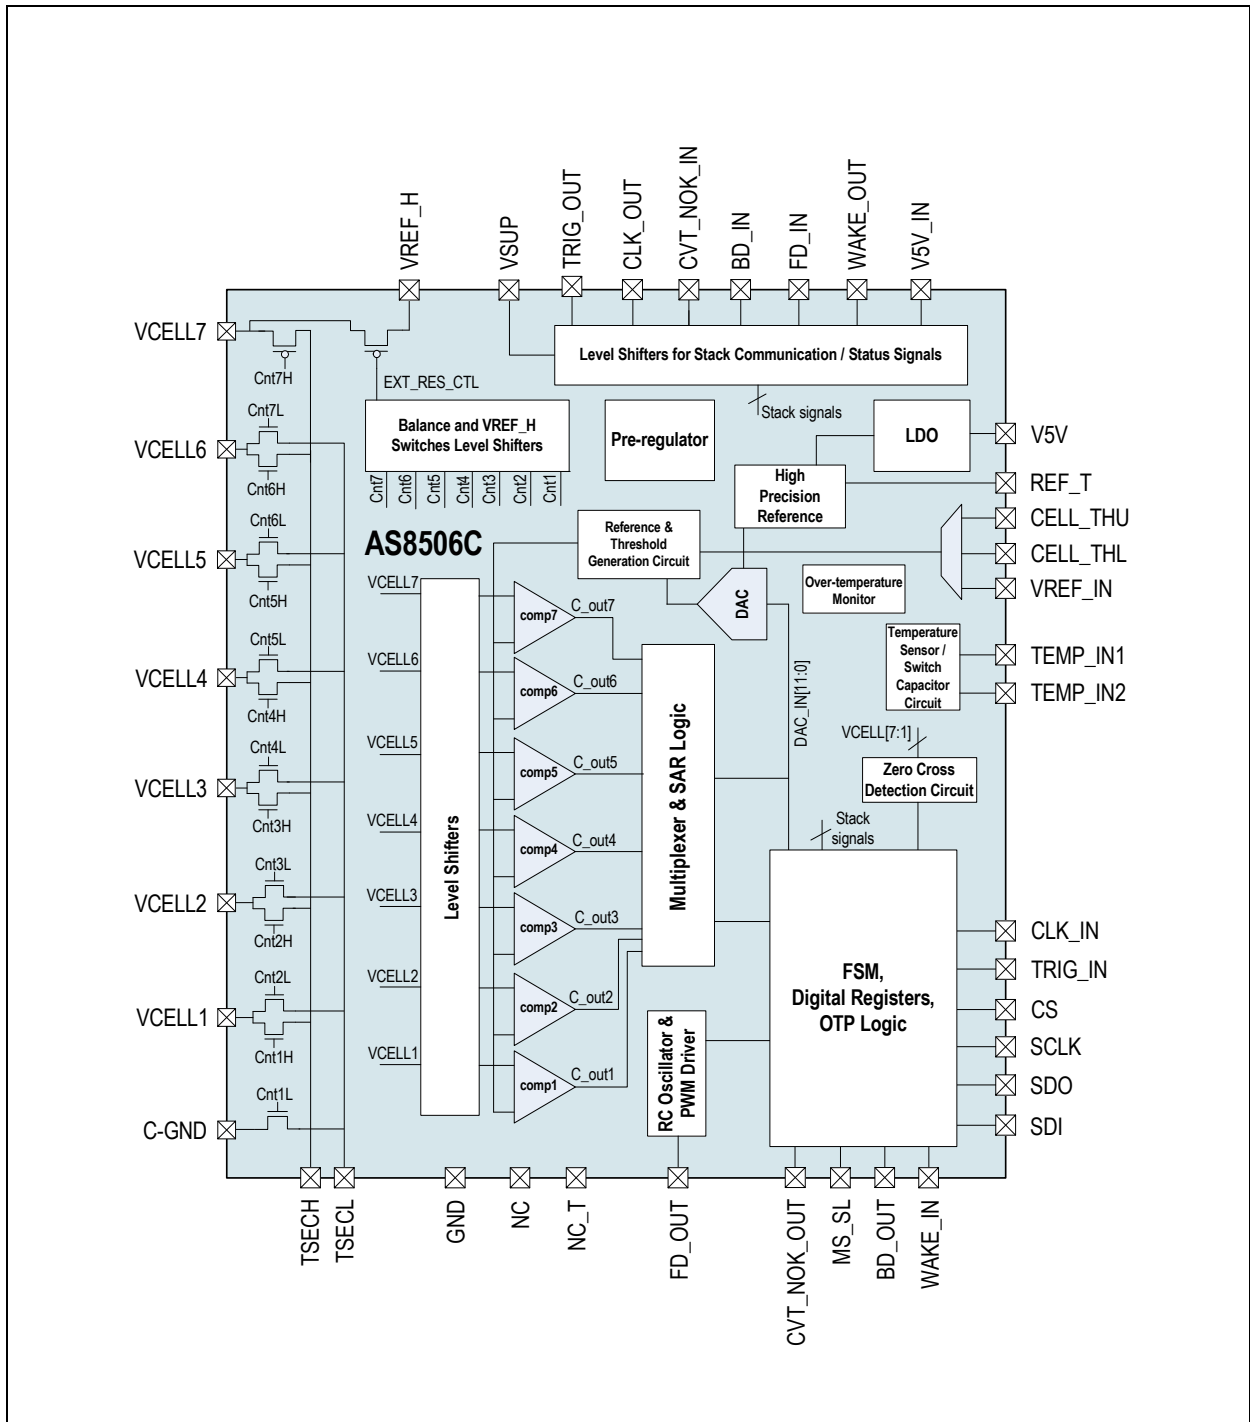 VREF_H
VSUP
TRIG_OUT
CLK_OUT
CVT_NOK_IN
BD_IN
FD_IN
WAKE_OUT
V5V_IN
VCELL7
Cnt7H
EXT_RES_CTL
Level Shifters for Stack Communication / Status Signals
Stack signals
Balance and VREF_H
Switches Level Shifters
Cnt7
Cnt6
Cnt5
Cnt4
Cnt3
Cnt2
Cnt1
Pre-regulator
LDO
V5V
High
Precision
Reference
REF_T
CELL_THU
CELL_THL
VREF_IN
Cnt7L
VCELL6
Cnt6H
Cnt6L
VCELL5
Cnt5H
Cnt5L
VCELL4
Cnt4H
Cnt4L
VCELL3
Cnt3H
Cnt3L
VCELL2
Cnt2H
Cnt2L
VCELL1
Cnt1H
Cnt1L
C-GND
AS8506C
Reference &
Threshold
Generation Circuit
DAC
Over-temperature
Monitor
Temperature
Sensor /
Switch
Capacitor
Circuit
TEMP_IN1
TEMP_IN2
VCELL7
VCELL6
VCELL5
VCELL4
VCELL3
VCELL2
VCELL1
Level Shifters
comp7
C_out7
comp6
C_out6
comp5
C_out5
comp4
C_out4
comp3
C_out3
comp2
C_out2
comp1
C_out1
Multiplexer & SAR Logic
DAC_IN[11:0]
VCELL[7:1]
Zero Cross
Detection Circuit
Stack
signals
FSM,
Digital Registers,
OTP Logic
RC Oscillator &
PWM Driver
CLK_IN
TRIG_IN
CS
SCLK
SDO
SDI
TSECH
TSECL
GND
NC
NC_T
FD_OUT
CVT_NOK_OUT
MS_SL
BD_OUT
WAKE_IN